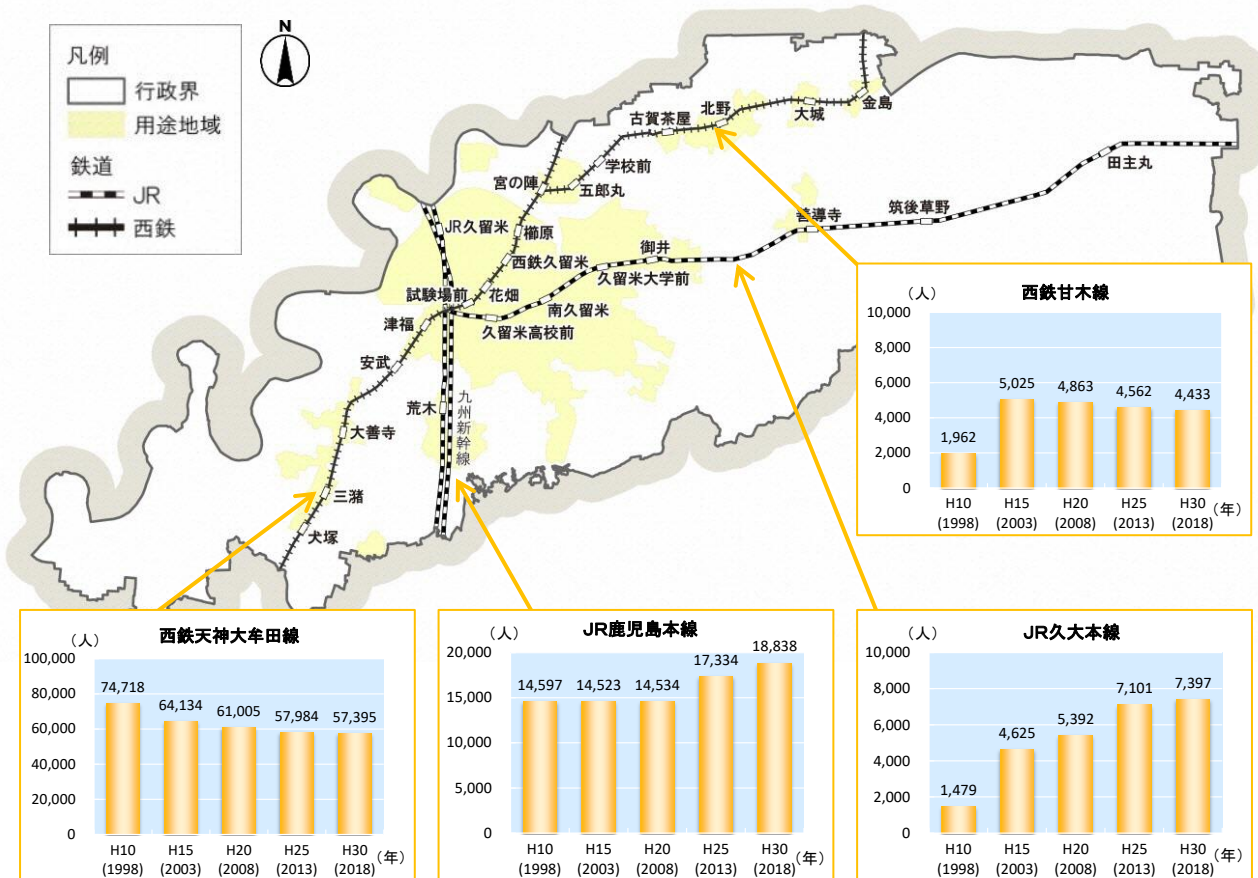 凡例
行政界
用途地域
鉄道
JR
西鉄
N
金島
大城
北野
古賀茶屋
学校前
五郎丸
宮の陣
田主丸
筑後草野
善導寺
御井
久留米大学前
南久留米
久留米高校前
JR久留米
櫛原
西鉄久留米
花畑
試験場前
津福
安武
荒木
九州新幹線
大善寺
三潴
犬塚
西鉄甘木線
（人）
10,000
8,000
6,000
4,000
2,000
0
1,962
5,025
4,863
4,562
4,433
H10 H15 H20 H25 H30
(1998) (2003) (2008) (2013) (2018)
（年）
西鉄天神大牟田線
（人）
100,000
80,000
60,000
40,000
20,000
0
74,718
64,134
61,005
57,984
57,395
H10 H15 H20 H25 H30
(1998) (2003) (2008) (2013) (2018)
（年）
JR鹿児島本線
（人）
20,000
15,000
10,000
5,000
0
14,597
14,523
14,534
17,334
18,838
H10 H15 H20 H25 H30
(1998) (2003) (2008) (2013) (2018)
（年）
JR久大本線
（人）
10,000
8,000
6,000
4,000
2,000
0
1,479
4,625
5,392
7,101
7,397
H10 H15 H20 H25 H30
(1998) (2003) (2008) (2013) (2018)
（年）